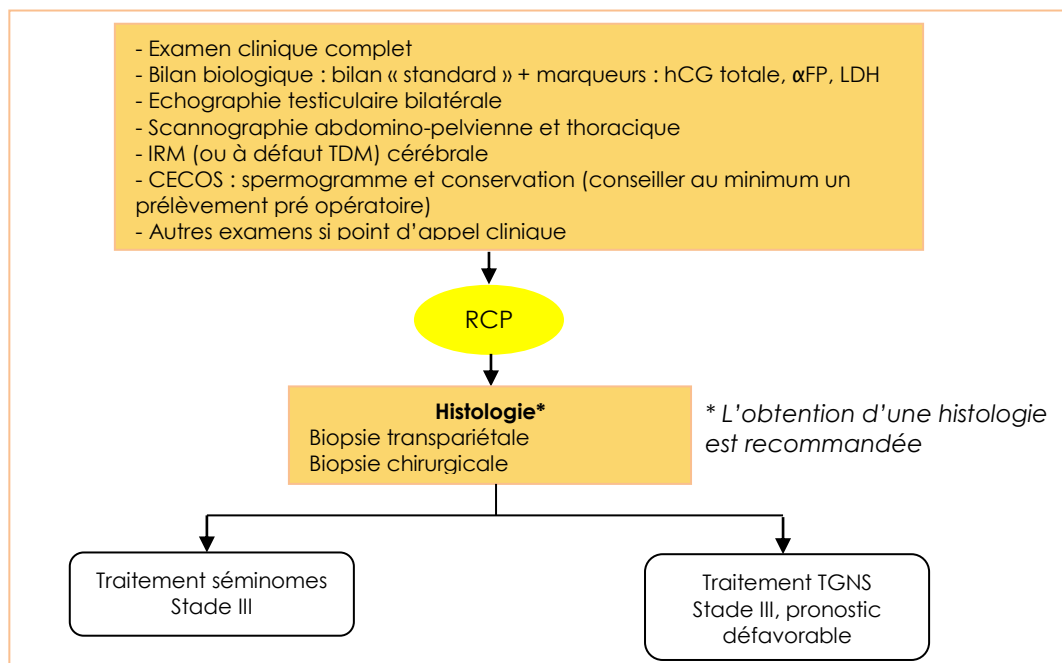 - Examen clinique complet
- Bilan biologique : bilan « standard » + marqueurs : hCG totale, αFP, LDH
- Echographie testiculaire bilatérale
- Scannographie abdomino-pelvienne et thoracique
- IRM (ou à défaut TDM) cérébrale
- CECOS : spermogramme et conservation (conseiller au minimum un
prélèvement pré opératoire)
- Autres examens si point d'appel clinique
RCP
Histologie*
Biopsie transpariétale
Biopsie chirurgicale
* L'obtention d'une histologie
est recommandée
Traitement séminomes
Stade III
Traitement TGNS
Stade III, pronostic
défavorable